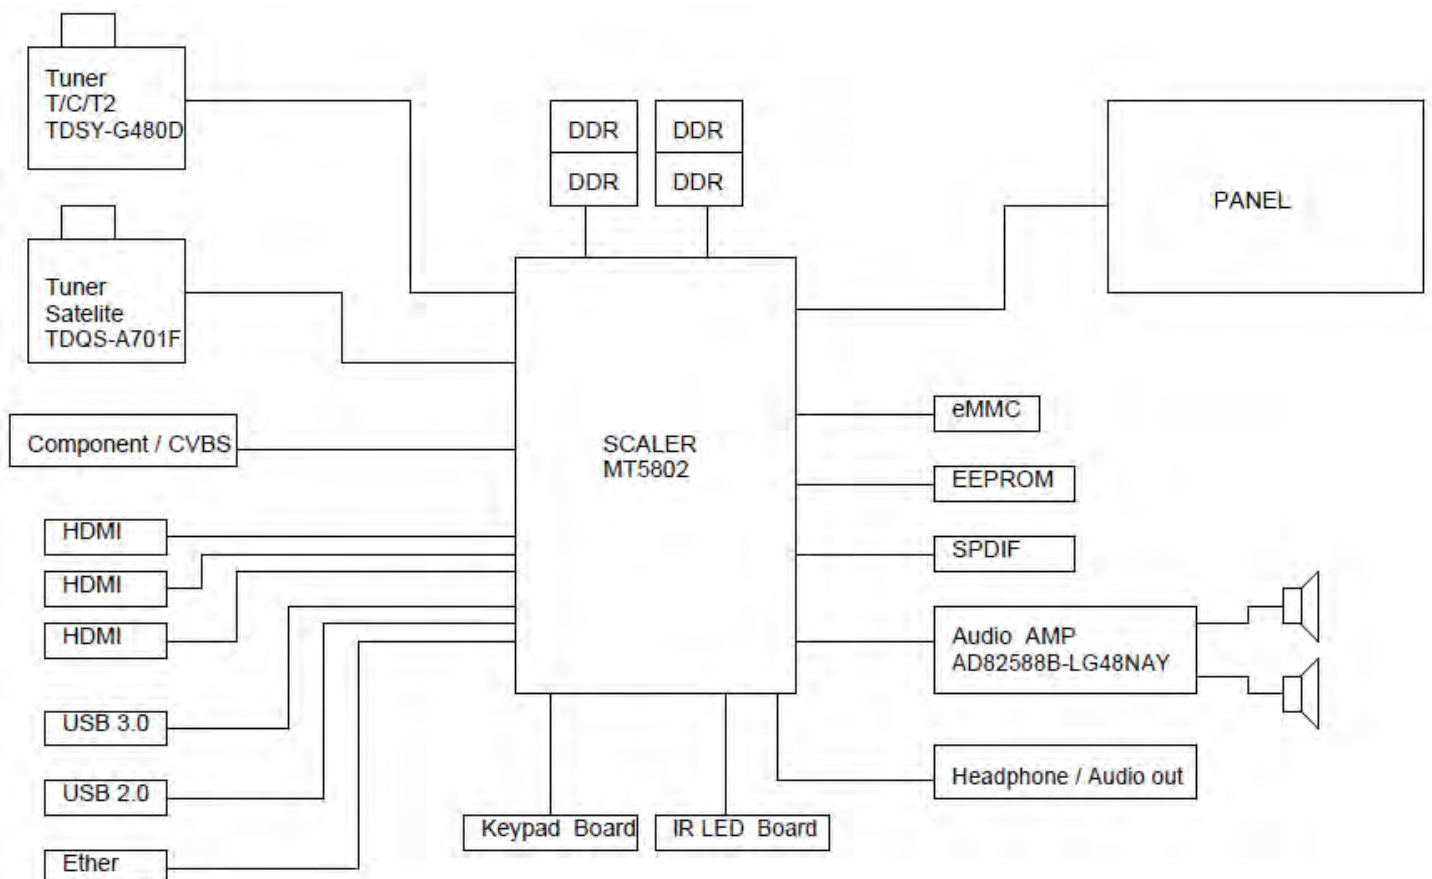 Tuner
T/C/T2
TDSY-G480D
DDR
DDR
DDR
DDR
PANEL
Tuner
Satelite
TDQS-A701F
Component / CVBS
SCALER
MT5802
eMMC
EEPROM
SPDIF
HDMI
HDMI
HDMI
Audio AMP
AD82588B-LG48NAY
USB 3.0
USB 2.0
Headphone / Audio out
Keypad Board
IR LED Board
Ether